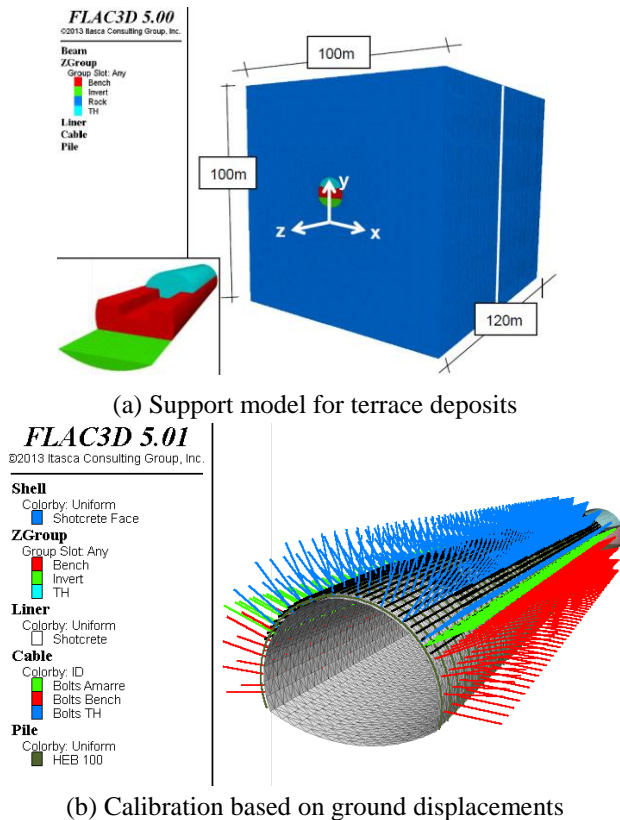 FLAC3D 5.00
©2013 Itasca Consulting Group, Inc.
Beam
ZGroup
Group Slot: Any
Bench
Invert
Rock
TH
Liner
Cable
Pile
100m
100m
y
z
x
120m
(a) Support model for terrace deposits
FLAC3D 5.01
©2013 Itasca Consulting Group, Inc.
Shell
Colorby: Uniform
Shotcrete Face
ZGroup
Group Slot: Any
Bench
Invert
TH
Liner
Colorby: Uniform
Shotcrete
Cable
Colorby: ID
Bolts Amarre
Bolts Bench
Bolts TH
Pile
Colorby: Uniform
HEB 100
(b) Calibration based on ground displacements